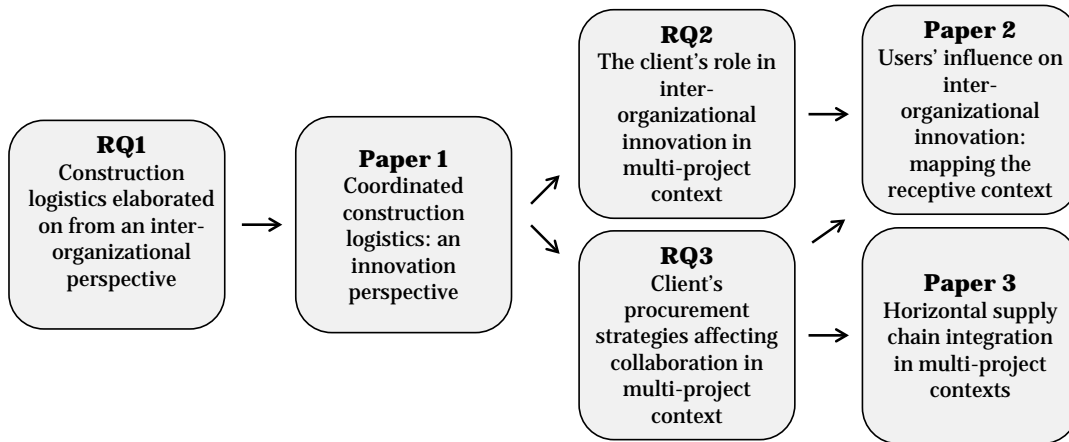 RQ1
Construction
logistics elaborated
on from an inter-
organizational
perspective
Paper 1
Coordinated
construction
logistics: an
innovation
perspective
RQ2
The client’s role in
inter-
organizational
innovation in
multi-project
context
RQ3
Client’s
procurement
strategies affecting
collaboration in
multi-project
context
Paper 2
Users’ influence on
inter-
organizational
innovation:
mapping the
receptive context
Paper 3
Horizontal supply
chain integration
in multi-project
contexts